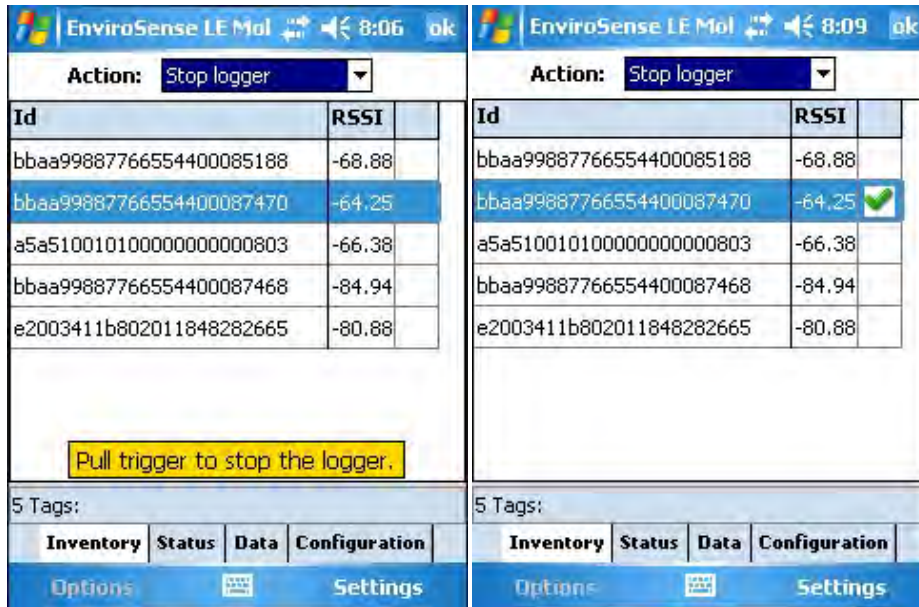 EnviroSense LE Mol 8:06 ok
Action: Stop logger
Id RSSI
bbaa99887766554400085188 -68.88
bbaa99887766554400087470 -64.25
a5a510010100000000000803 -66.38
bbaa99887766554400087468 -84.94
e2003411b802011848282665 -80.88
Pull trigger to stop the logger.
5 Tags:
Inventory Status Data Configuration
Options Settings
EnviroSense LE Mol 8:09 ok
Action: Stop logger
Id RSSI
bbaa99887766554400085188 -68.88
bbaa99887766554400087470 -64.25
a5a510010100000000000803 -66.38
bbaa99887766554400087468 -84.94
e2003411b802011848282665 -80.88
5 Tags:
Inventory Status Data Configuration
Options Settings